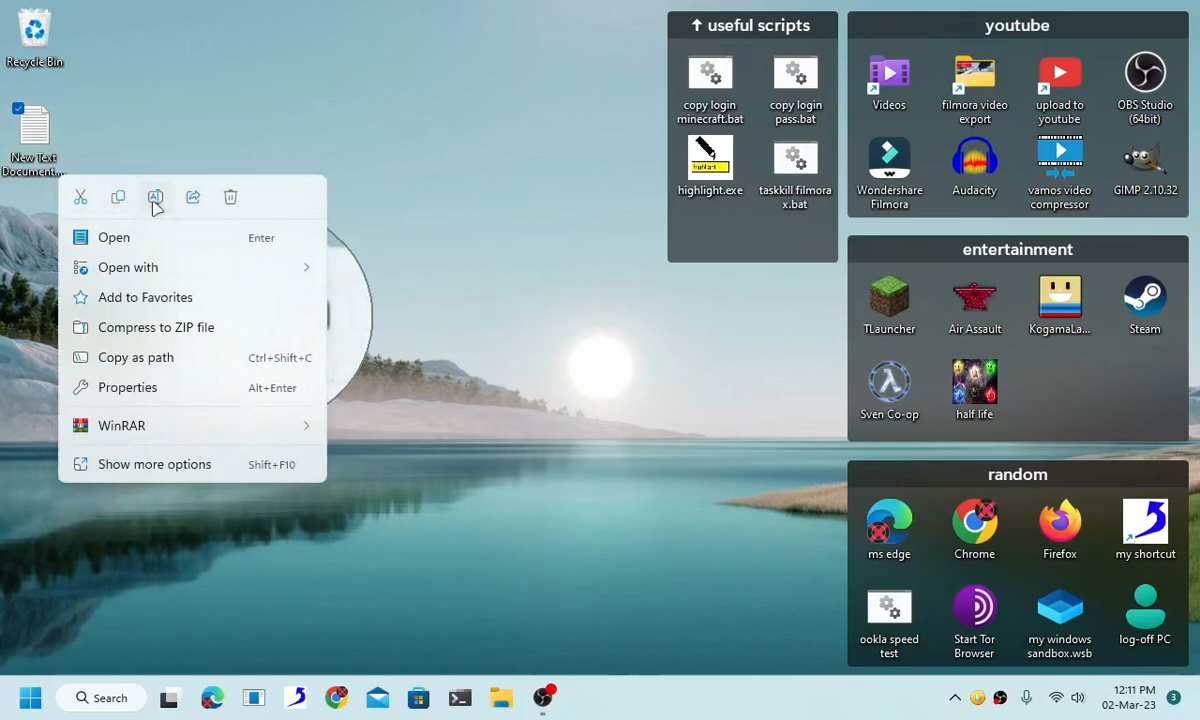 Recycle Bin
New Text
Document....
Open Enter
Open with
Add to Favorites
Compress to ZIP file
Copy as path Ctrl+Shift+C
Properties Alt+Enter
WinRAR
Show more options Shift+F10
useful scripts
copy login
minecraft.bat
copy login
pass.bat
highlight
highlight.exe
taskkill filmora
x.bat
youtube
Videos
filmora video
export
upload to
youtube
OBS Studio
(64bit)
Wondershare
Filmora
Audacity
vamos video
compressor
GIMP 2.10.32
entertainment
TLauncher
Air Assault
KogamaLa...
Steam
Sven Co-op
half life
random
ms edge
Chrome
Firefox
my shortcut
ookla speed
test
Start Tor
Browser
my windows
sandbox.wsb
log-off PC
Search
12:11 PM
02-Mar-23
3